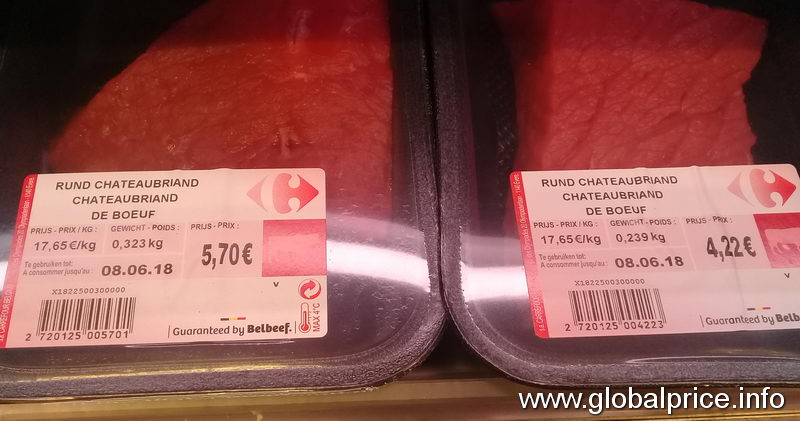 RUND CHATEAUBRIAND
CHATEAUBRIAND
DE BOEUF
PRIJS - PRIX / KG :
GEWICHT - POIDS :
PRIJS - PRIX :
17,65€/kg
0,323 kg
5,70€
Te gebruiken tot:
A consommer jusqu'au :
08.06.18
V
X1822500300000
2 720125 005701
Guaranteed by Belbeef.
MAX 4°C
RUND CHATEAUBRIAND
CHATEAUBRIAND
DE BOEUF
PRIJS - PRIX / KG :
GEWICHT - POIDS :
PRIJS - PRIX :
17,65€/kg
0,239 kg
4,22€
Te gebruiken tot:
A consommer jusqu'au :
08.06.18
V
X1822500300000
2 720125 004223
Guaranteed by Belbee
www.globalprice.info